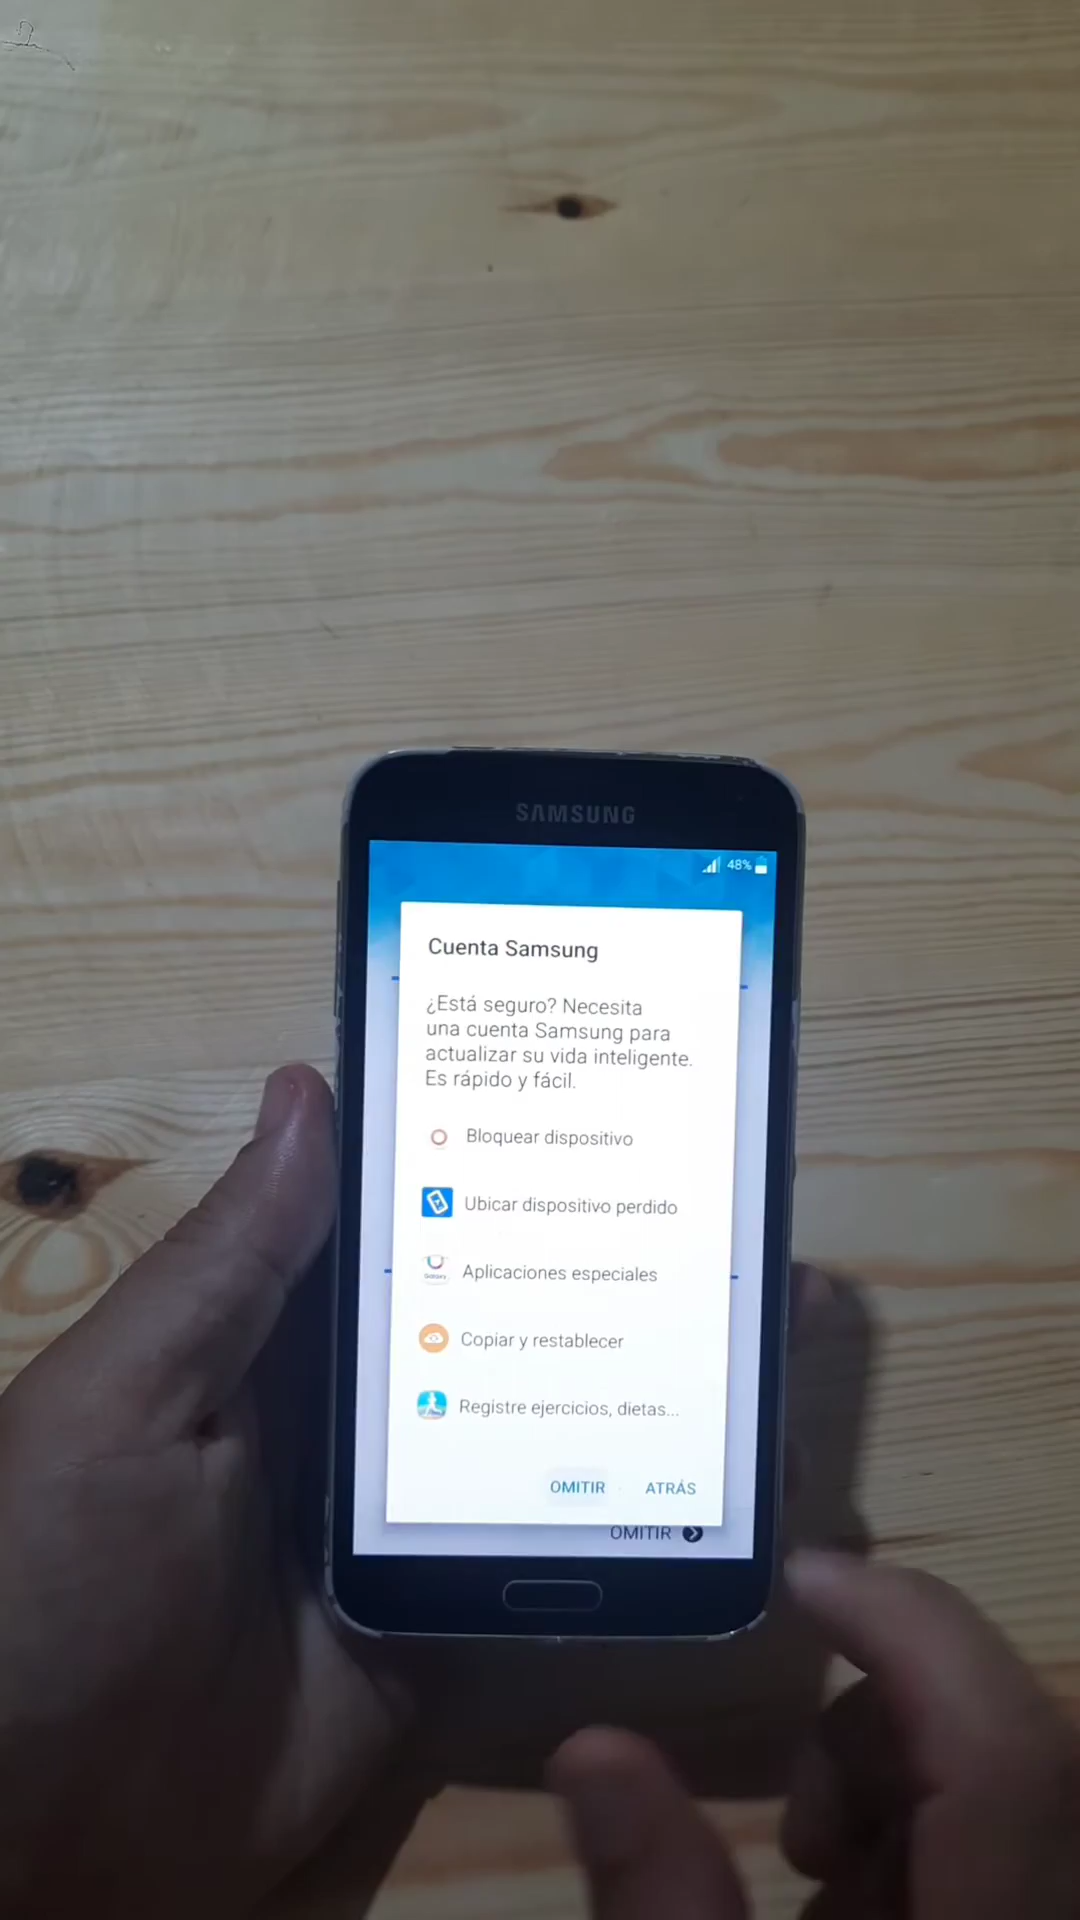 SAMSUNG
48%
Cuenta Samsung
¿Está seguro? Necesita
una cuenta Samsung para
actualizar su vida inteligente.
Es rápido y fácil.
Bloquear dispositivo
Ubicar dispositivo perdido
Aplicaciones especiales
Copiar y restablecer
Registre ejercicios, dietas...
OMITIR
ATRÁS
OMITIR